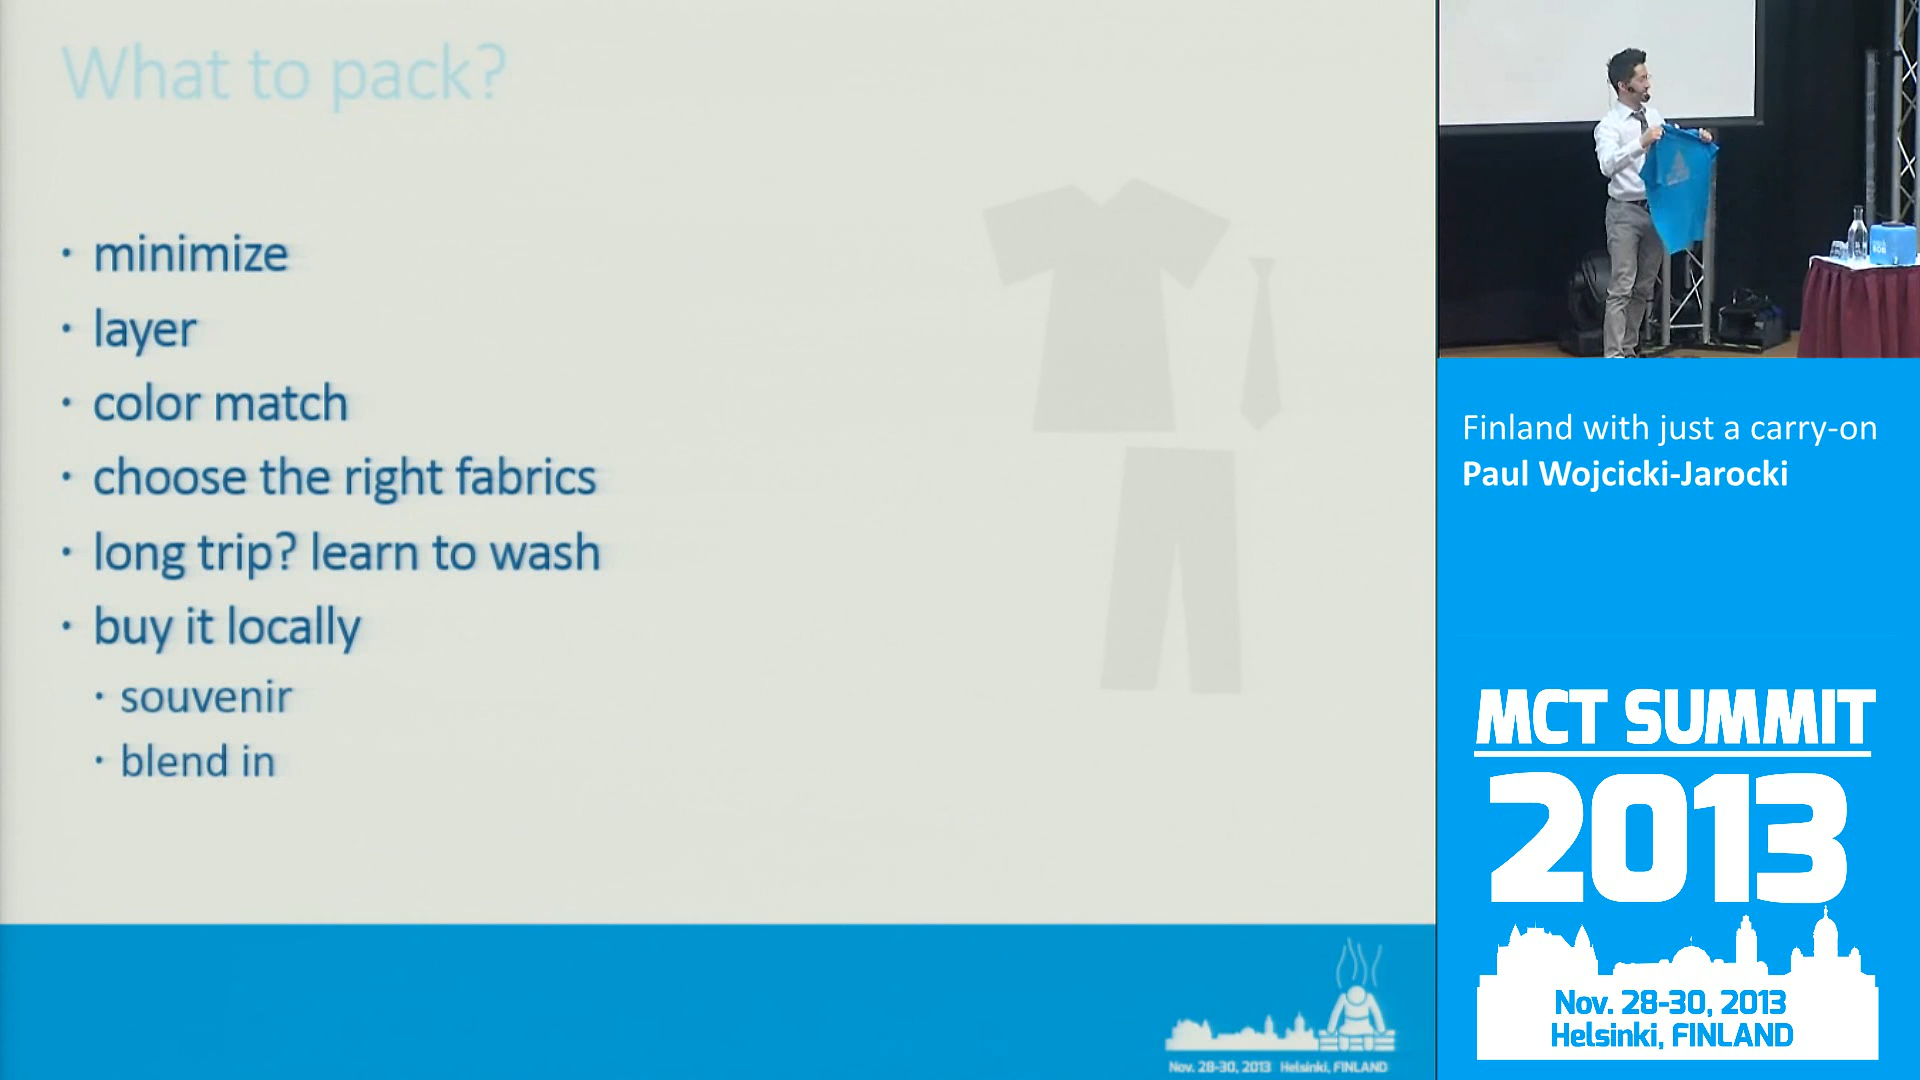 What to pack?
· minimize
· layer
· color match
· choose the right fabrics
· long trip? learn to wash
· buy it locally
· souvenir
· blend in
Nov. 28-30, 2013 Helsinki, FINLAND
Finland with just a carry-on
Paul Wojcicki-Jarocki
MCT SUMMIT
2013
Nov. 28-30, 2013
Helsinki, FINLAND